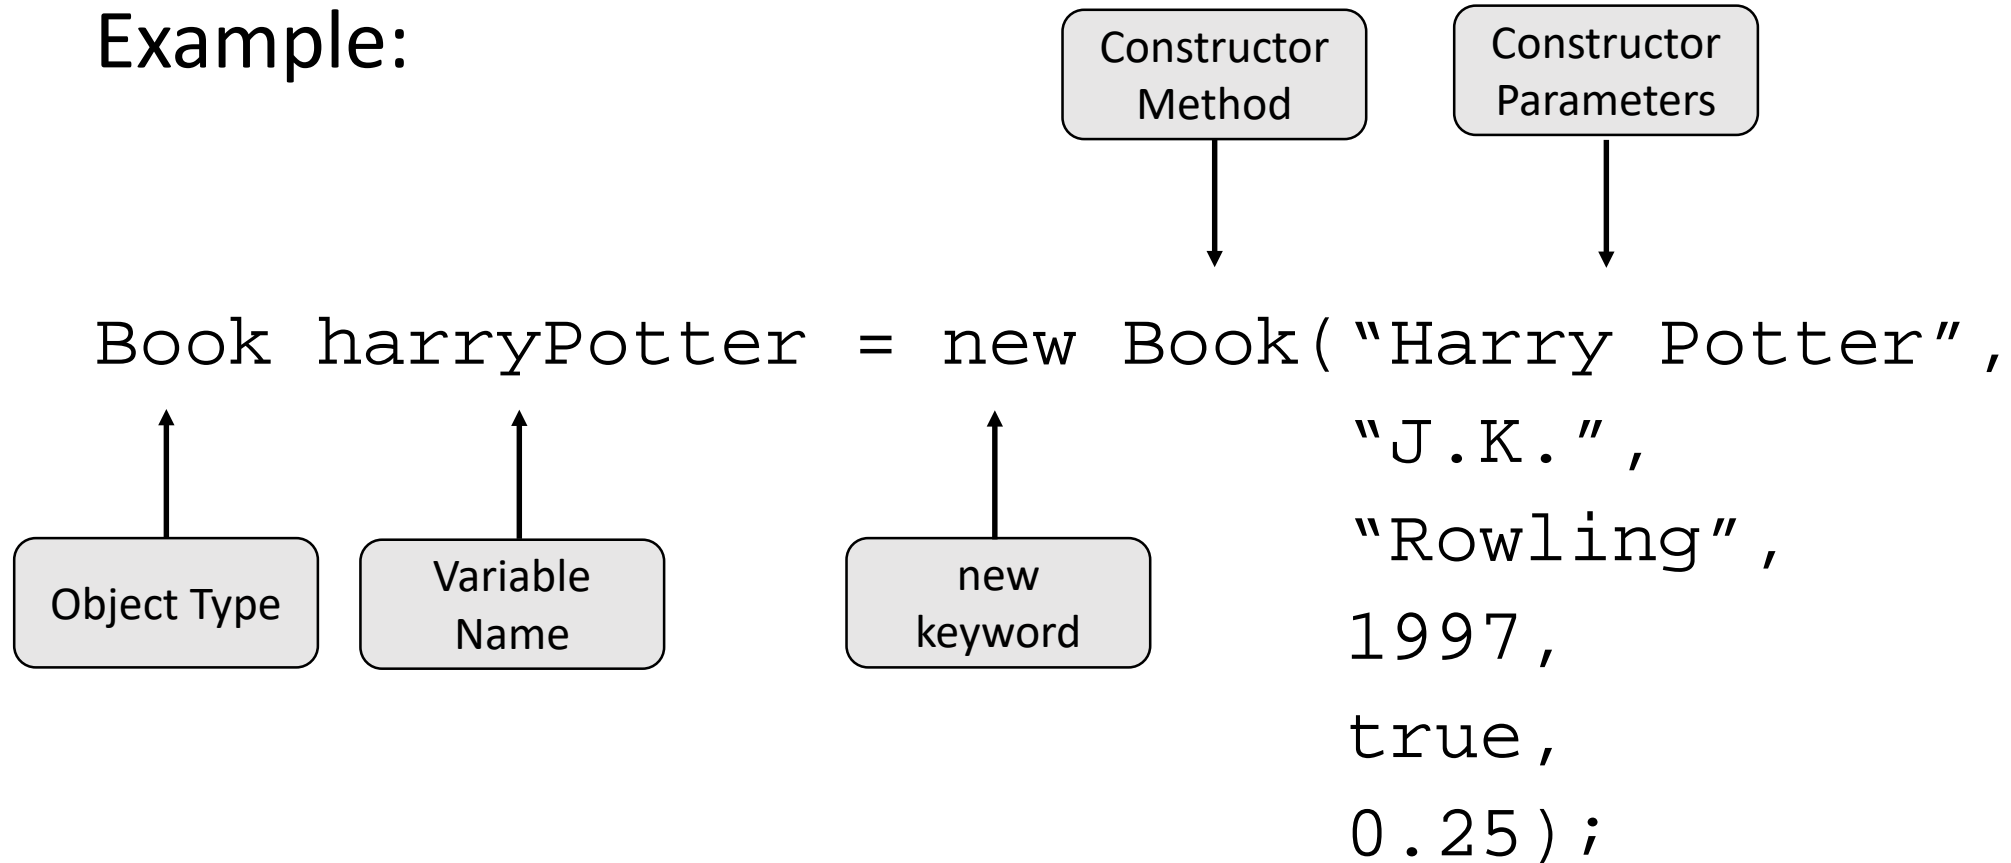 Example:
Constructor
Method
Constructor
Parameters
Book harryPotter = new Book(“Harry Potter”,
“J.K.”,
“Rowling”,
1997,
true,
0.25);
Object Type
Variable
Name
new
keyword